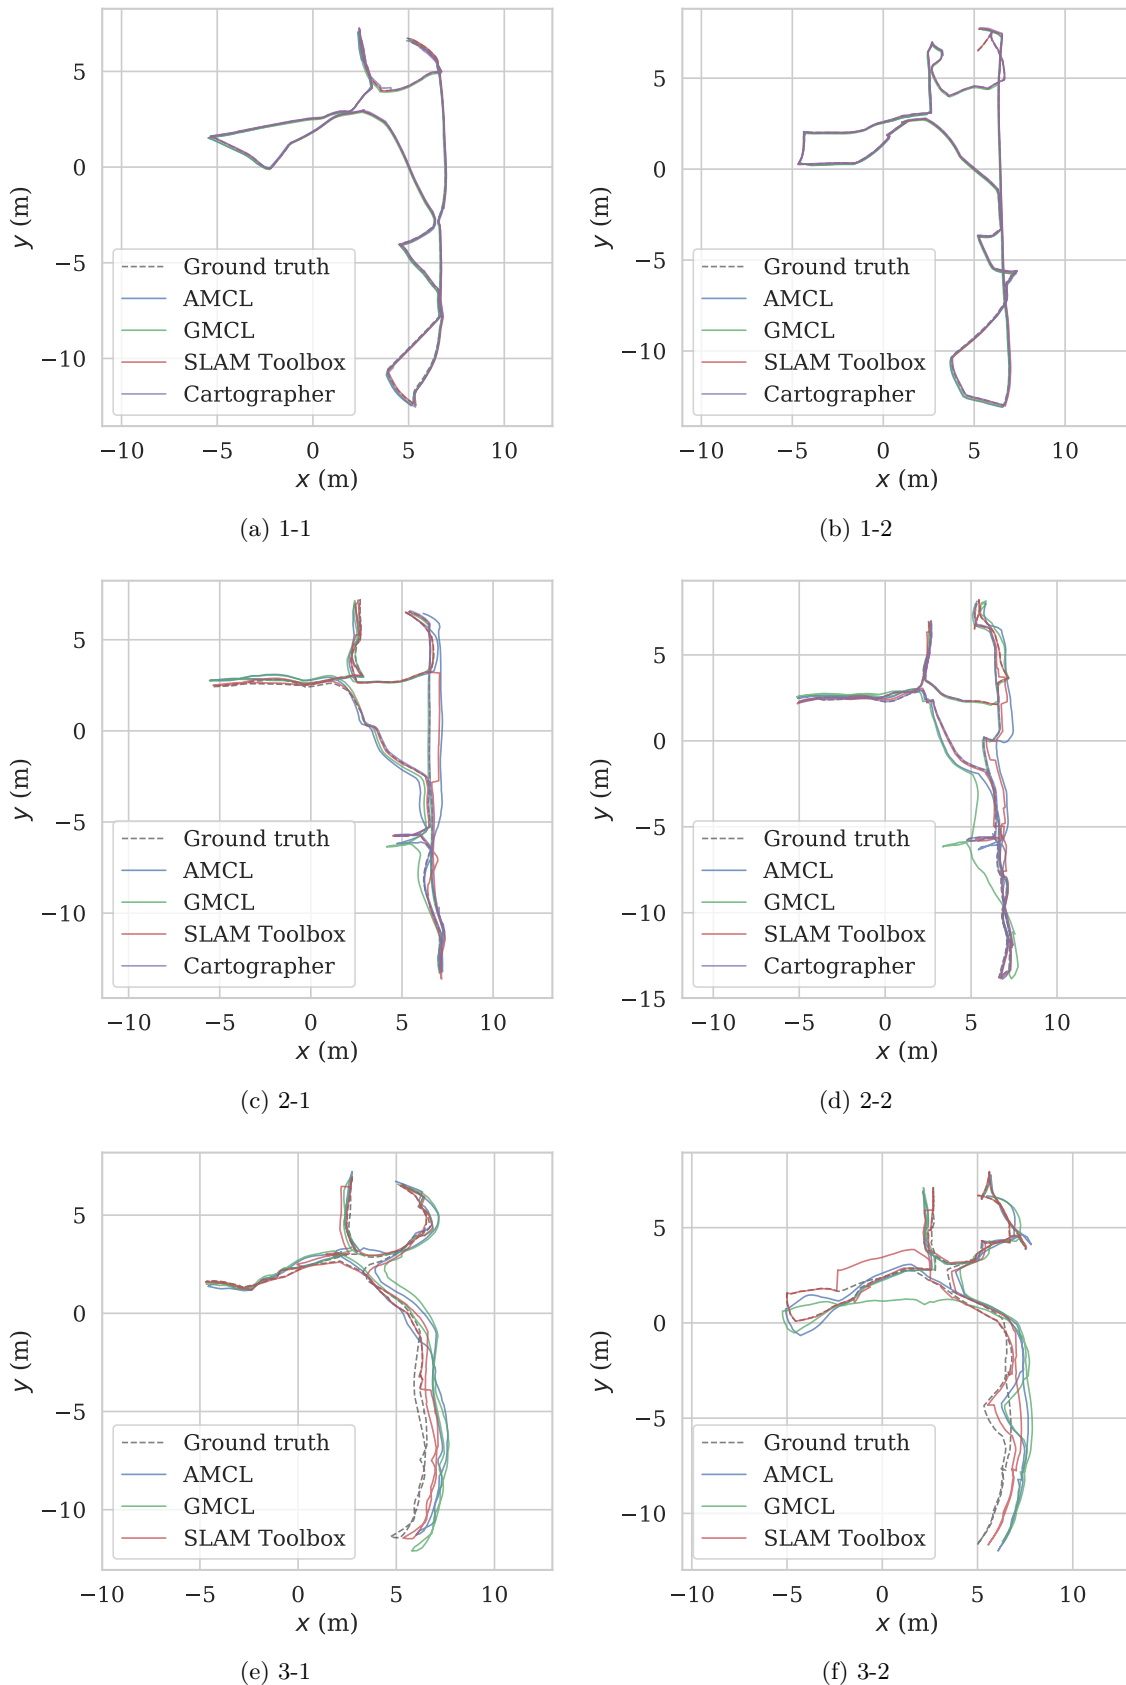 5
0
−5
−10
y (m)
Ground truth
AMCL
GMCL
SLAM Toolbox
Cartographer
−10 −5 0 5 10
x (m)
(a) 1-1
5
0
−5
−10
y (m)
Ground truth
AMCL
GMCL
SLAM Toolbox
Cartographer
−10 −5 0 5 10
x (m)
(b) 1-2
5
0
−5
−10
y (m)
Ground truth
AMCL
GMCL
SLAM Toolbox
Cartographer
−10 −5 0 5 10
x (m)
(c) 2-1
5
0
−5
−10
−15
y (m)
Ground truth
AMCL
GMCL
SLAM Toolbox
Cartographer
−10 −5 0 5 10
x (m)
(d) 2-2
5
0
−5
−10
y (m)
Ground truth
AMCL
GMCL
SLAM Toolbox
−10 −5 0 5 10
x (m)
(e) 3-1
5
0
−5
−10
y (m)
Ground truth
AMCL
GMCL
SLAM Toolbox
−10 −5 0 5 10
x (m)
(f) 3-2